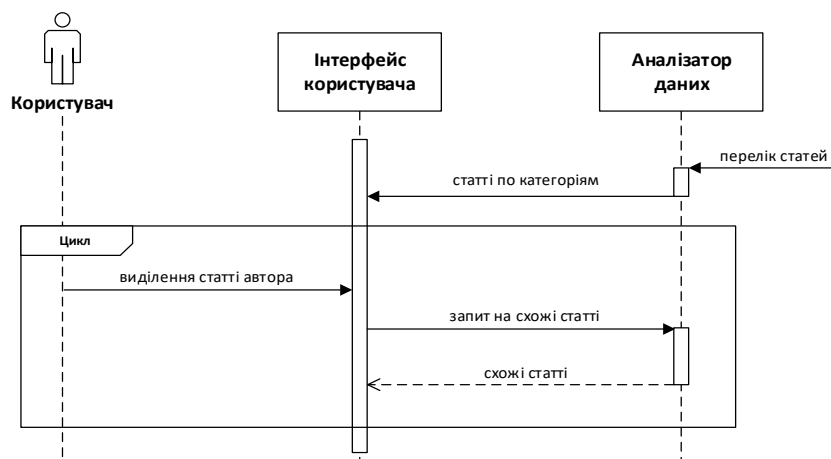 Користувач
Інтерфейс
користувача
Аналізатор
даних
перелік статей
статті по категоріям
Цикл
виділення статті автора
запит на схожі статті
схожі статті